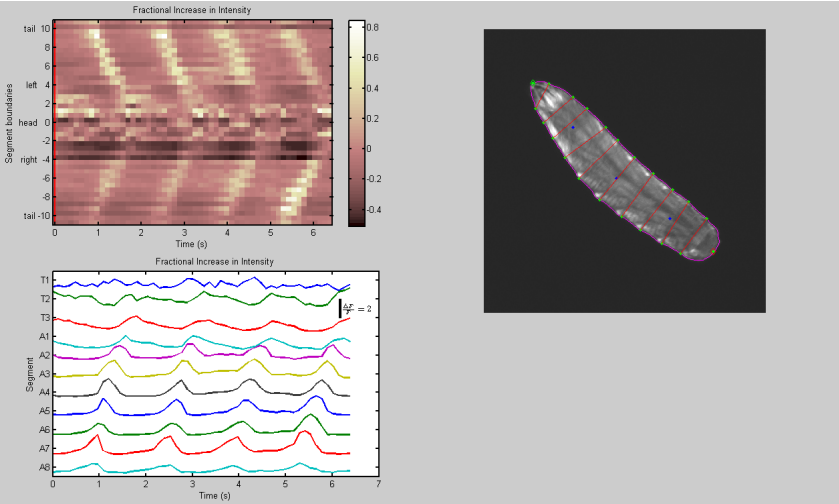 Fractional Increase in Intensity
tail 10
8
6
left 4
2
head 0
-2
right -4
-6
-8
tail -10
Segment boundaries
0 1 2 3 4 5 6
Time (s)
0.8
0.6
0.4
0.2
0
-0.2
-0.4
Fractional Increase in Intensity
T1
T2
T3
A1
A2
A3
A4
A5
A6
A7
A8
Segment
ΔF/F = 2
0 1 2 3 4 5 6 7
Time (s)